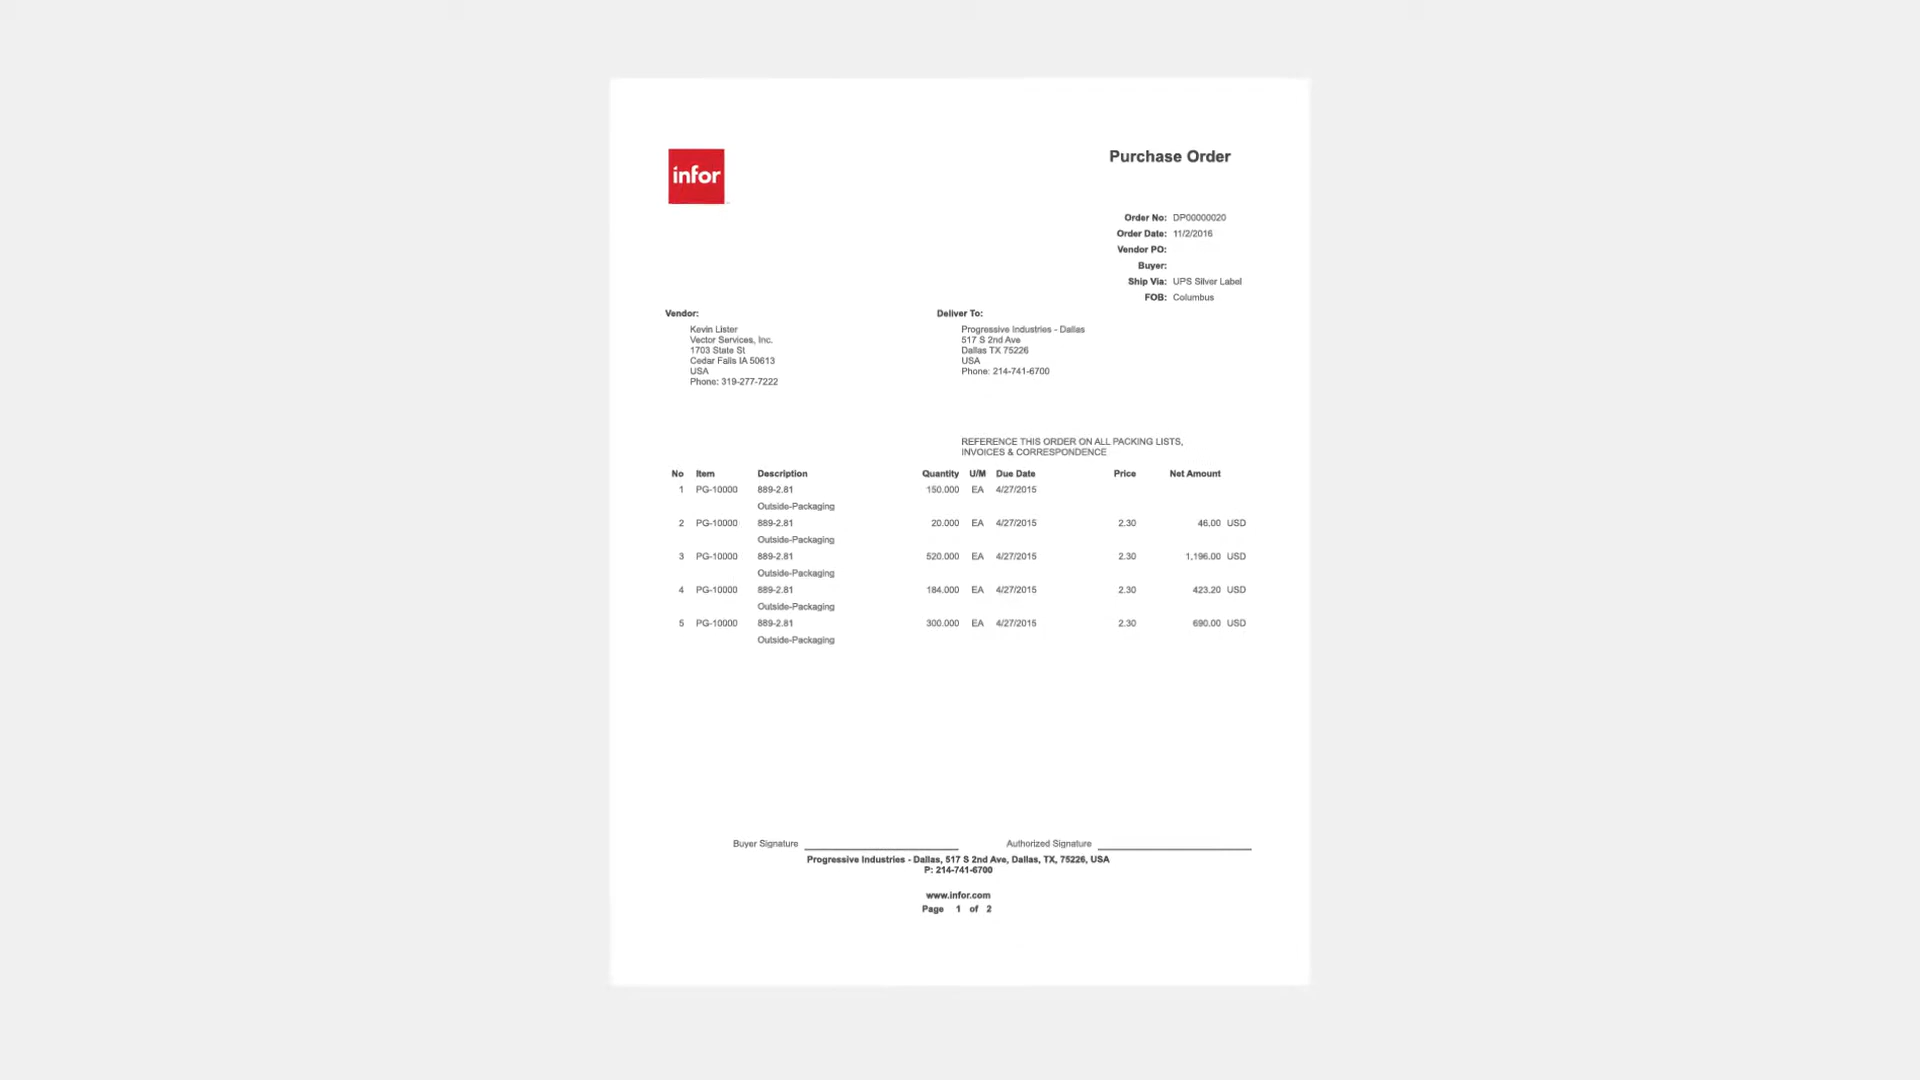 infor
Purchase Order
Order No: DP00000020
Order Date: 11/2/2016
Vendor PO:
Buyer:
Ship Via: UPS Silver Label
FOB: Columbus
Vendor:
Kevin Lister
Vector Services, Inc.
1703 State St
Cedar Falls IA 50613
USA
Phone: 319-277-7222
Deliver To:
Progressive Industries - Dallas
517 S 2nd Ave
Dallas TX 75226
USA
Phone: 214-741-6700
REFERENCE THIS ORDER ON ALL PACKING LISTS,
INVOICES & CORRESPONDENCE
No Item Description Quantity U/M Due Date Price Net Amount
1 PG-10000 889-2.81 150.000 EA 4/27/2015
Outside-Packaging
2 PG-10000 889-2.81 20.000 EA 4/27/2015 2.30 46.00 USD
Outside-Packaging
3 PG-10000 889-2.81 520.000 EA 4/27/2015 2.30 1,196.00 USD
Outside-Packaging
4 PG-10000 889-2.81 184.000 EA 4/27/2015 2.30 423.20 USD
Outside-Packaging
5 PG-10000 889-2.81 300.000 EA 4/27/2015 2.30 690.00 USD
Outside-Packaging
Buyer Signature Authorized Signature
Progressive Industries - Dallas, 517 S 2nd Ave, Dallas, TX, 75226, USA
P: 214-741-6700
www.infor.com
Page 1 of 2